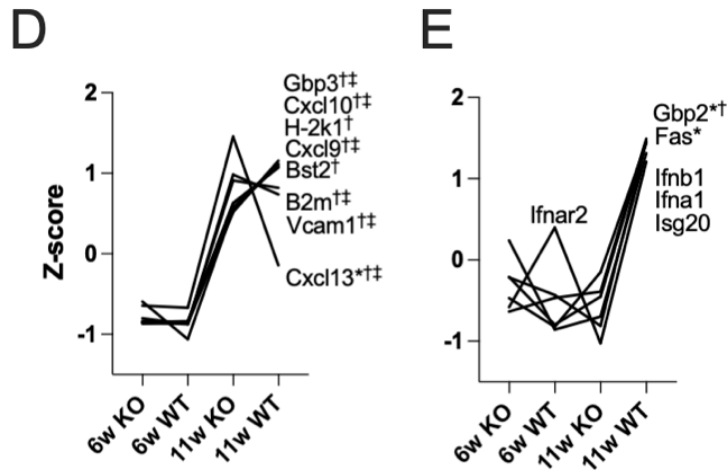 D
Z-score
2
1
0
-1
Gbp3†‡
Cxcl10†‡
H-2k1†
Cxcl9†‡
Bst2†
B2m†‡
Vcam1†‡
Cxcl13*†‡
6w KO
6w WT
11w KO
11w WT
E
2
1
0
-1
Ifnar2
Gbp2*†
Fas*
Ifnb1
Ifna1
Isg20
6w KO
6w WT
11w KO
11w WT